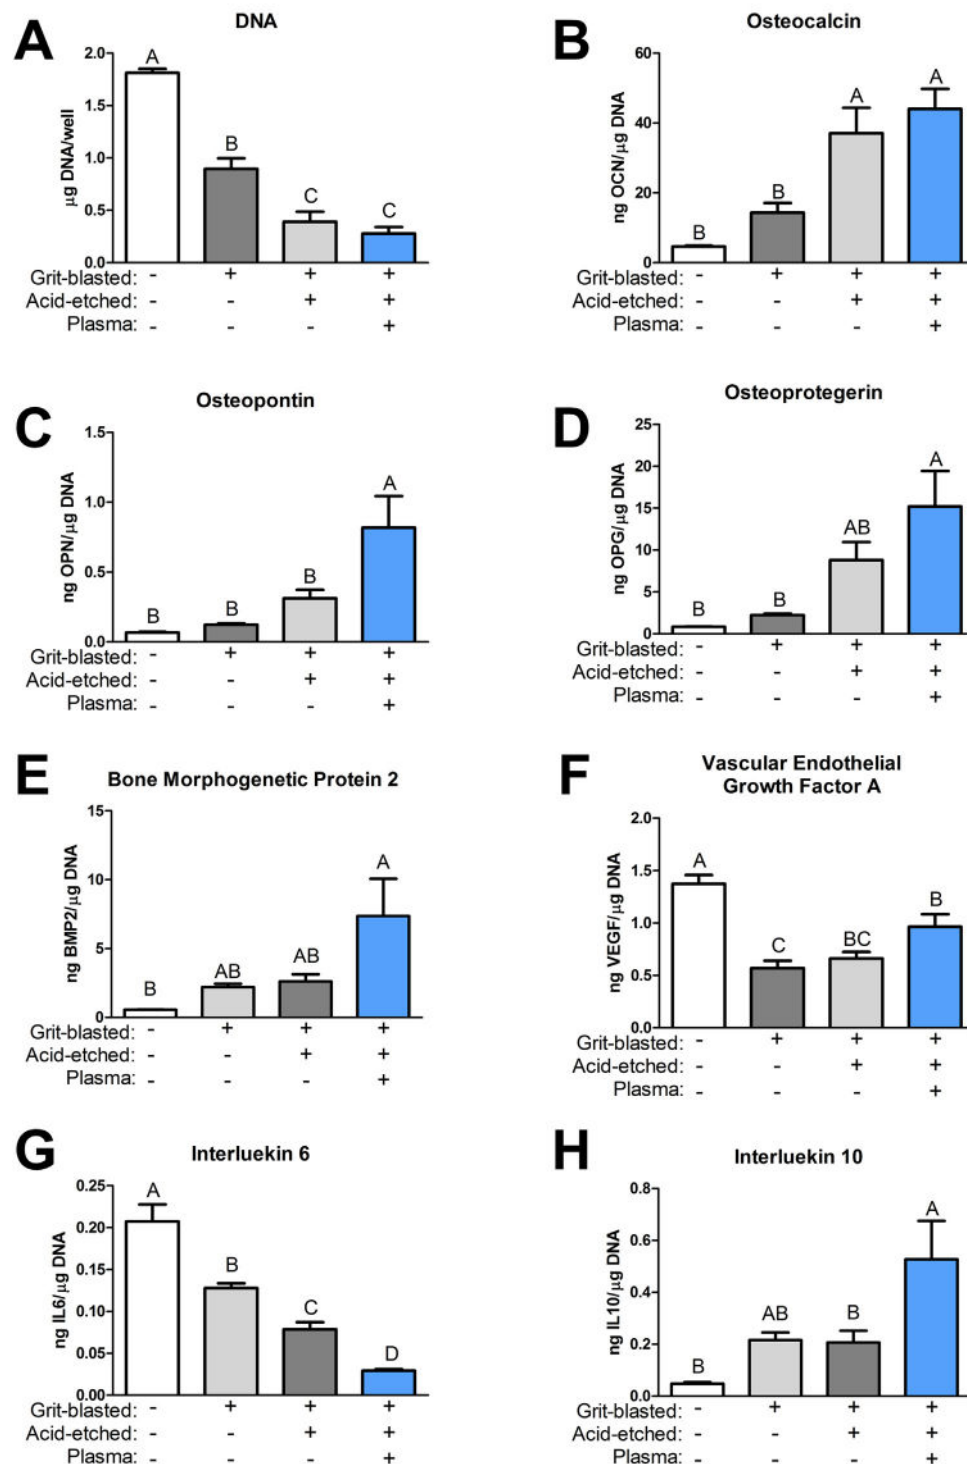 A
DNA
μg DNA/well
2.0
1.5
1.0
0.5
0.0
A
B
C
C
Grit-blasted: - + + +
Acid-etched: - - + +
Plasma: - - - +
B
Osteocalcin
ng OCN/μg DNA
60
40
20
0
B
B
A
A
Grit-blasted: - + + +
Acid-etched: - - + +
Plasma: - - - +
C
Osteopontin
ng OPN/μg DNA
1.5
1.0
0.5
0.0
B
B
B
A
Grit-blasted: - + + +
Acid-etched: - - + +
Plasma: - - - +
D
Osteoprotegerin
ng OPG/μg DNA
25
20
15
10
5
0
B
B
AB
A
Grit-blasted: - + + +
Acid-etched: - - + +
Plasma: - - - +
E
Bone Morphogenetic Protein 2
ng BMP2/μg DNA
15
10
5
0
B
AB
AB
A
Grit-blasted: - + + +
Acid-etched: - - + +
Plasma: - - - +
F
Vascular Endothelial
Growth Factor A
ng VEGF/μg DNA
2.0
1.5
1.0
0.5
0.0
A
C
BC
B
Grit-blasted: - + + +
Acid-etched: - - + +
Plasma: - - - +
G
Interluekin 6
ng IL6/μg DNA
0.25
0.20
0.15
0.10
0.05
0.00
A
B
C
D
Grit-blasted: - + + +
Acid-etched: - - + +
Plasma: - - - +
H
Interluekin 10
ng IL10/μg DNA
0.8
0.6
0.4
0.2
0.0
B
AB
B
A
Grit-blasted: - + + +
Acid-etched: - - + +
Plasma: - - - +